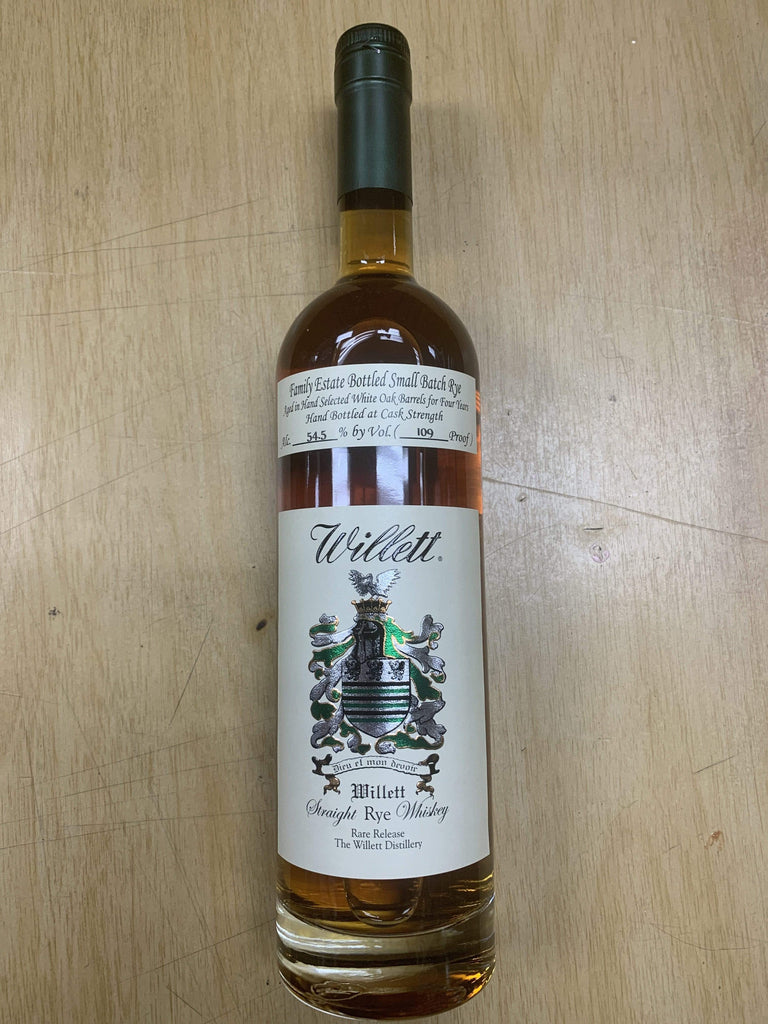 Family Estate Bottled Small Batch Rye
Aged in Hand Selected White Oak Barrels for Four Years
Hand Bottled at Cask Strength
Alc. 54.5 % by Vol. ( 109 Proof )
Willett®
Dieu et mon devoir
Willett
Straight Rye Whiskey
Rare Release
The Willett Distillery